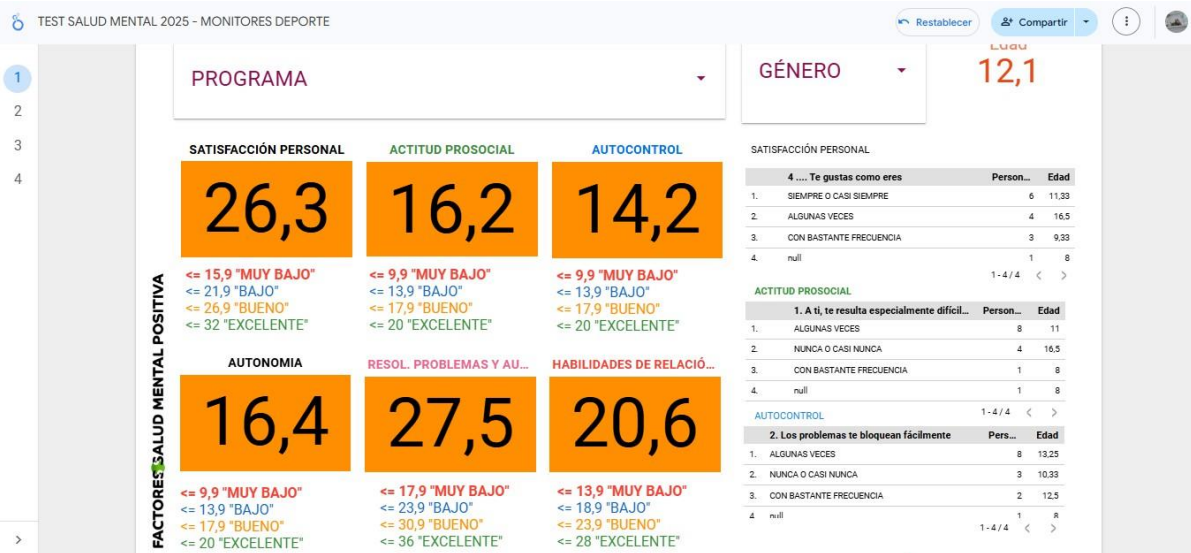 TEST SALUD MENTAL 2025 - MONITORES DEPORTE
Restablecer
Compartir
1
2
3
4
PROGRAMA
GÉNERO
Edad
12,1
FACTORES SALUD MENTAL POSITIVA
SATISFACCIÓN PERSONAL
26,3
<= 15,9 "MUY BAJO"
<= 21,9 "BAJO"
<= 26,9 "BUENO"
<= 32 "EXCELENTE"
ACTITUD PROSOCIAL
16,2
<= 9,9 "MUY BAJO"
<= 13,9 "BAJO"
<= 17,9 "BUENO"
<= 20 "EXCELENTE"
AUTOCONTROL
14,2
<= 9,9 "MUY BAJO"
<= 13,9 "BAJO"
<= 17,9 "BUENO"
<= 20 "EXCELENTE"
AUTONOMIA
16,4
<= 9,9 "MUY BAJO"
<= 13,9 "BAJO"
<= 17,9 "BUENO"
<= 20 "EXCELENTE"
RESOL. PROBLEMAS Y AU...
27,5
<= 17,9 "MUY BAJO"
<= 23,9 "BAJO"
<= 30,9 "BUENO"
<= 36 "EXCELENTE"
HABILIDADES DE RELACIÓ...
20,6
<= 13,9 "MUY BAJO"
<= 18,9 "BAJO"
<= 23,9 "BUENO"
<= 28 "EXCELENTE"
SATISFACCIÓN PERSONAL
4 .... Te gustas como eres Person... Edad
1. SIEMPRE O CASI SIEMPRE 6 11,33
2. ALGUNAS VECES 4 16,5
3. CON BASTANTE FRECUENCIA 3 9,33
4. null 1 8
1 - 4 / 4
ACTITUD PROSOCIAL
1. A ti, te resulta especialmente difícil... Person... Edad
1. ALGUNAS VECES 8 11
2. NUNCA O CASI NUNCA 4 16,5
3. CON BASTANTE FRECUENCIA 1 8
4. null 1 8
1 - 4 / 4
AUTOCONTROL
2. Los problemas te bloquean fácilmente Pers... Edad
1. ALGUNAS VECES 8 13,25
2. NUNCA O CASI NUNCA 3 10,33
3. CON BASTANTE FRECUENCIA 2 12,5
4. null 1 8
1 - 4 / 4